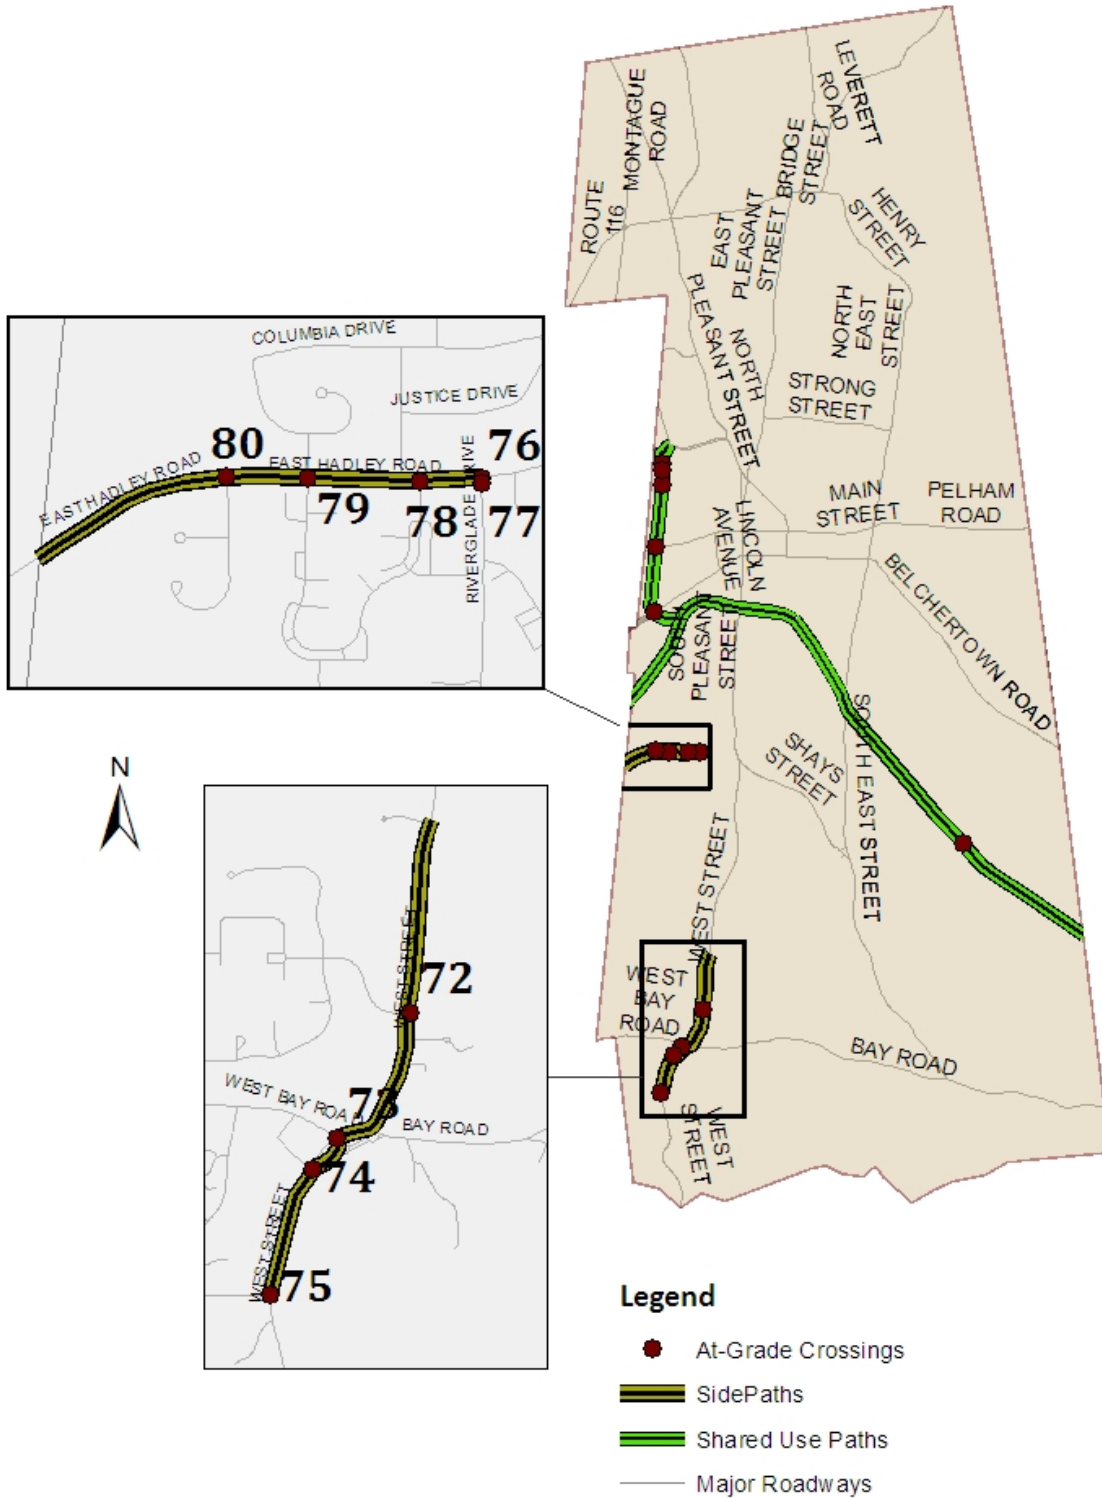 LEVERETT
ROAD
MONTAGUE
ROAD
ROUTE
116
BRIDGE
STREET
HENRY
STREET
EAST
PLEASANT
STREET
NORTH
EAST
STREET
NORTH
PLEASANT STREET
STRONG
STREET
MAIN
STREET
PELHAM
ROAD
LINCOLN
AVENUE
BELCHERTOWN ROAD
SOUTH
PLEASANT
STREET
SHAYS
STREET
SOUTH EAST STREET
WEST STREET
WEST
BAY
ROAD
BAY ROAD
WEST
STREET
COLUMBIA DRIVE
JUSTICE DRIVE
EAST HADLEY ROAD
EAST HADLEY ROAD
RIVERGLADE DRIVE
80
79
78
76
77
N
WEST STREET
72
WEST BAY ROAD
73
BAY ROAD
74
WEST STREET
75
Legend
At-Grade Crossings
SidePaths
Shared Use Paths
Major Roadways